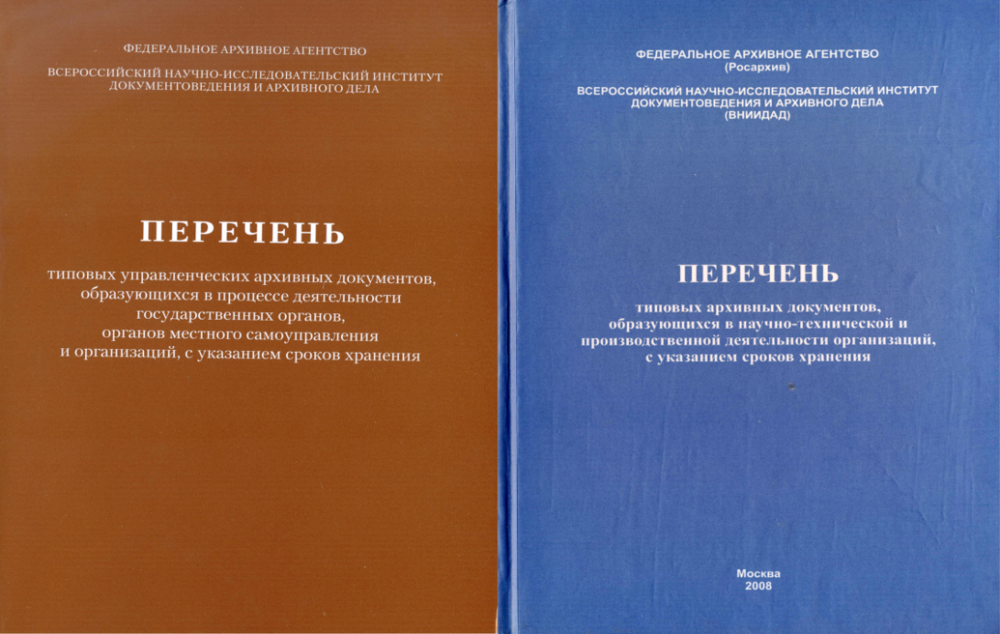 ФЕДЕРАЛЬНОЕ АРХИВНОЕ АГЕНТСТВО
ВСЕРОССИЙСКИЙ НАУЧНО-ИССЛЕДОВАТЕЛЬСКИЙ ИНСТИТУТ
ДОКУМЕНТОВЕДЕНИЯ И АРХИВНОГО ДЕЛА
ПЕРЕЧЕНЬ
типовых управленческих архивных документов,
образующихся в процессе деятельности
государственных органов,
органов местного самоуправления
и организаций, с указанием сроков хранения
ФЕДЕРАЛЬНОЕ АРХИВНОЕ АГЕНТСТВО
(Росархив)
ВСЕРОССИЙСКИЙ НАУЧНО-ИССЛЕДОВАТЕЛЬСКИЙ ИНСТИТУТ
ДОКУМЕНТОВЕДЕНИЯ И АРХИВНОГО ДЕЛА
(ВНИИДАД)
ПЕРЕЧЕНЬ
типовых архивных документов,
образующихся в научно-технической и
производственной деятельности организаций,
с указанием сроков хранения
Москва
2008